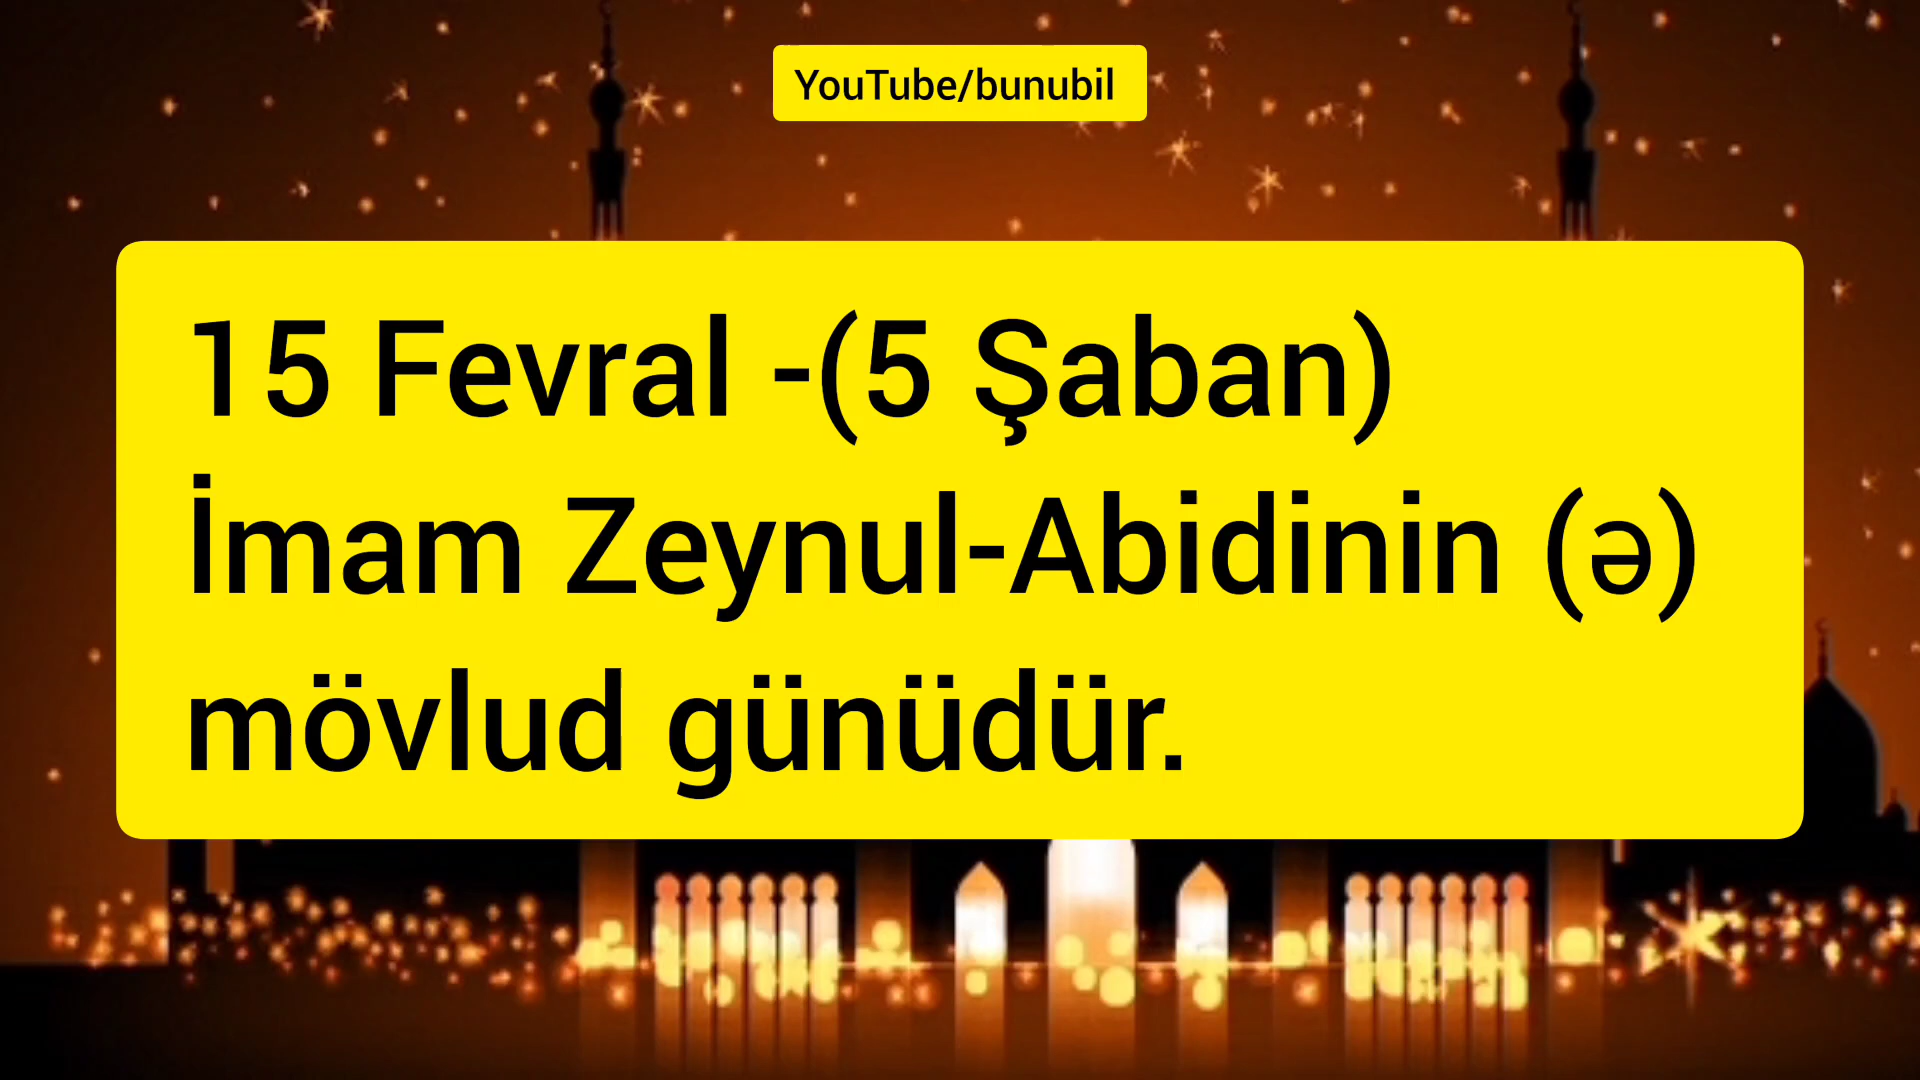 YouTube/bunubil
15 Fevral -(5 Şaban)
İmam Zeynul-Abidinin (ə)
mövlud günüdür.